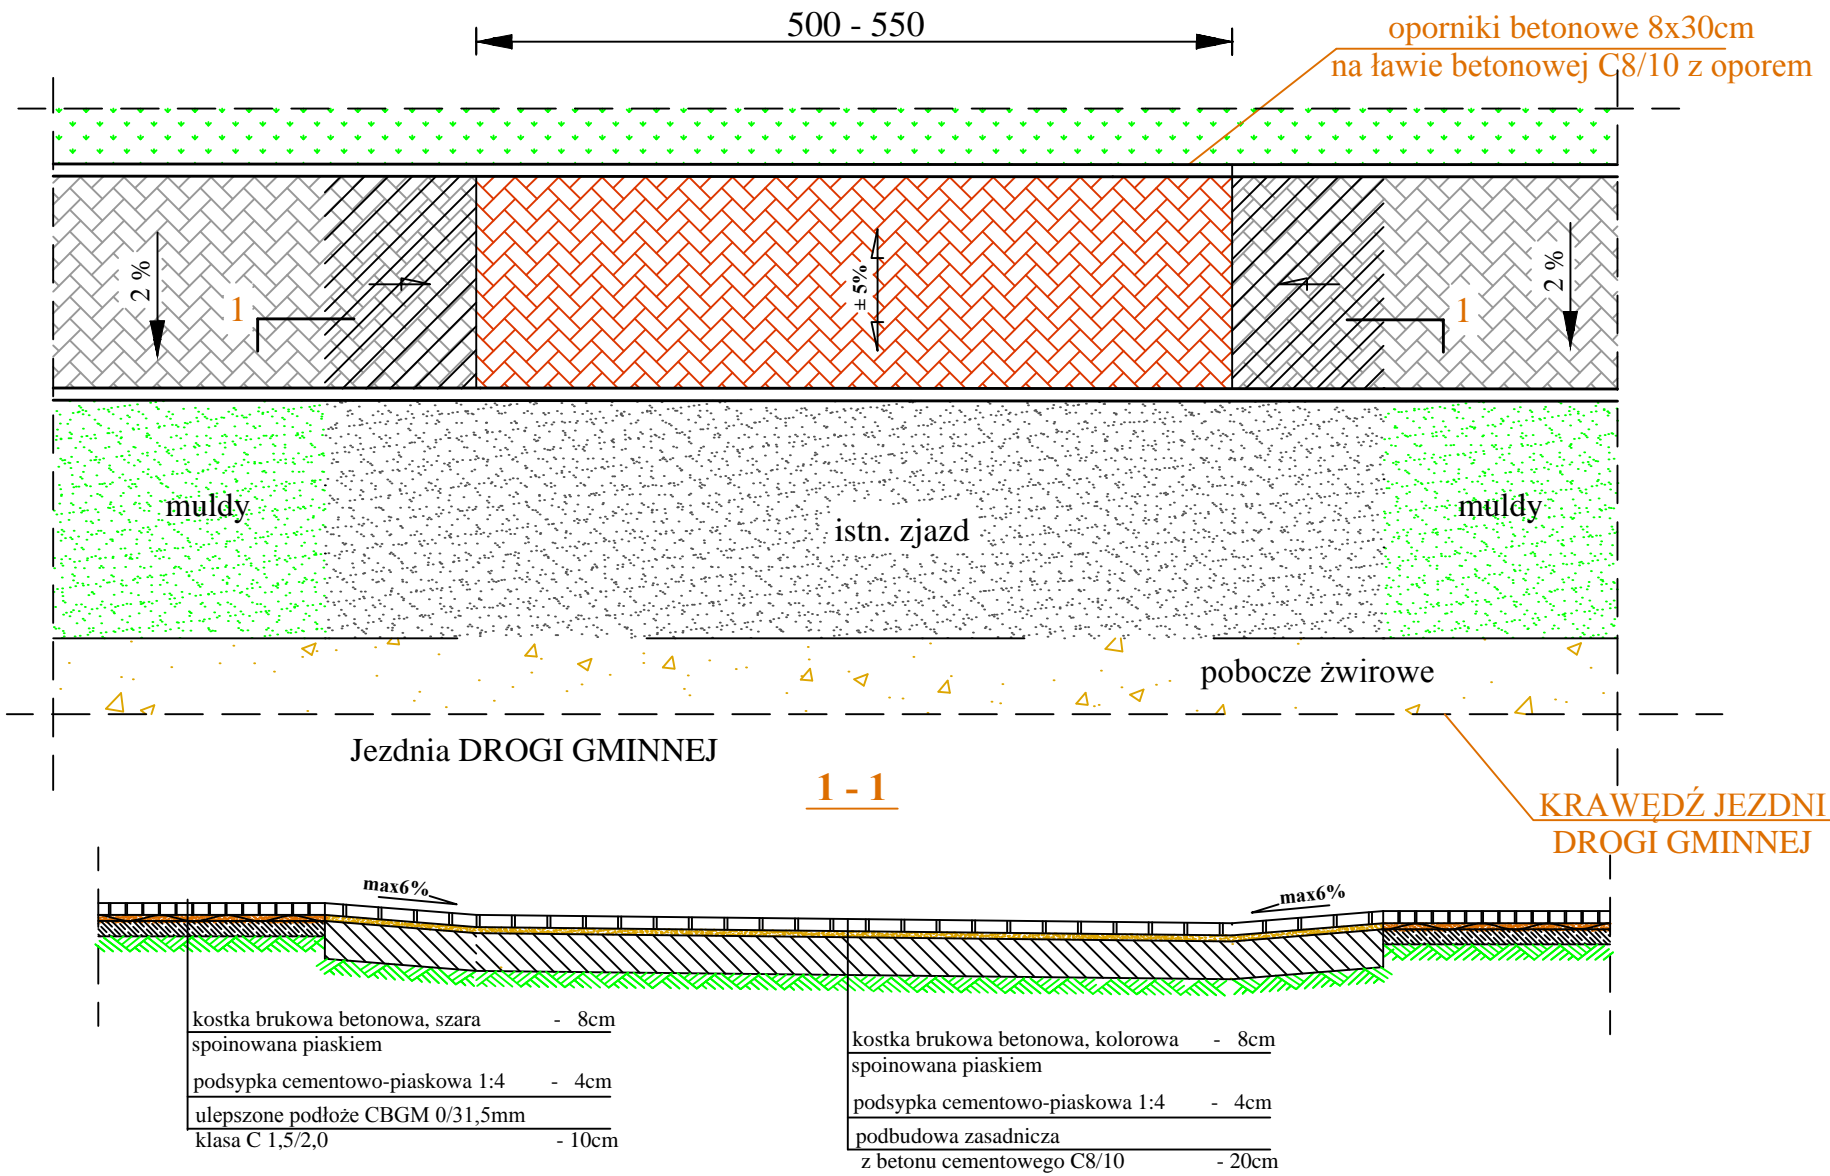 500 - 550
oporniki betonowe 8x30cm
na ławie betonowej C8/10 z oporem
2 %
± 5%
2 %
1
1
muldy
istn. zjazd
muldy
pobocze żwirowe
Jezdnia DROGI GMINNEJ
1 - 1
KRAWĘDŹ JEZDNI
DROGI GMINNEJ
max6%
max6%
kostka brukowa betonowa, szara - 8cm
spoinowana piaskiem
podsypka cementowo-piaskowa 1:4 - 4cm
ulepszone podłoże CBGM 0/31,5mm
klasa C 1,5/2,0 - 10cm
kostka brukowa betonowa, kolorowa - 8cm
spoinowana piaskiem
podsypka cementowo-piaskowa 1:4 - 4cm
podbudowa zasadnicza
z betonu cementowego C8/10 - 20cm